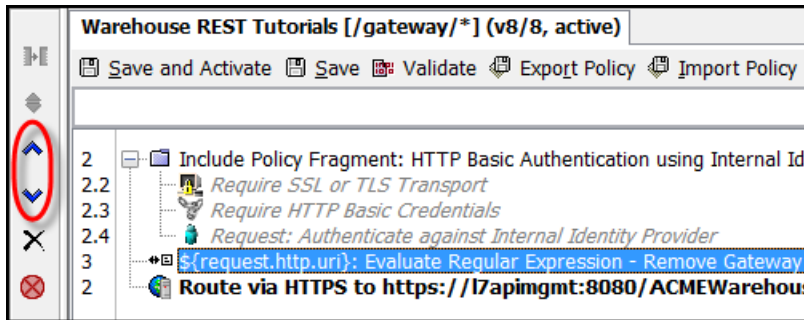 Warehouse REST Tutorials [/gateway/*] (v8/8, active)
Save and Activate Save Validate Export Policy Import Policy
2 Include Policy Fragment: HTTP Basic Authentication using Internal Id
2.2 Require SSL or TLS Transport
2.3 Require HTTP Basic Credentials
2.4 Request: Authenticate against Internal Identity Provider
3 ${request.http.uri}: Evaluate Regular Expression - Remove Gateway
2 Route via HTTPS to https://l7apimgmt:8080/ACMEWarehous